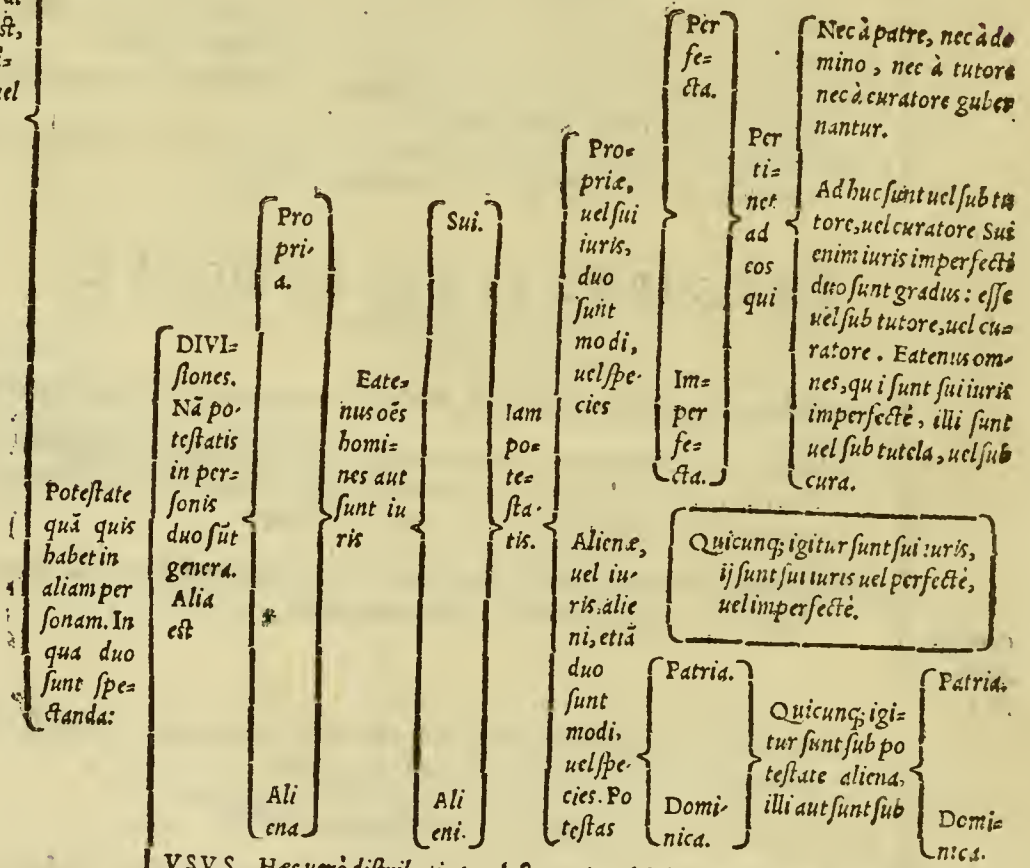 st,
uel
Potestate
quā quis
habet in
aliam per
sonam. In
qua duo
sunt spe=
ctanda:
DIVI=
siones.
Nā po-
testatis
in per=
sonis
duo sūt
genera.
Alia
est
Pro
pri-
a.
Ali
ena
Eate=
nus oēs
homi=
nes aut
sunt iu
ris
Sui.
Ali
eni.
Iam
po=
te=
sta-
tis.
Pro=
priæ,
uel sui
iuris,
duo
sunt
modi,
uel spe-
cies
Alienæ,
uel iu-
ris alie
ni, etiā
duo
sunt
modi,
uel spe-
cies. Po
testas
Per
fe=
cta.
Im=
per
fe=
cta.
Per
ti=
net
ad
eos
qui
Nec à patre, nec à do
mino, nec à tutore
nec à curatore guber
nantur.
Adhuc sunt uel sub tu
tore, uel curatore Sui
enim iuris imperfecti
duo sunt gradus: esse
uel sub tutore, uel cu=
ratore. Eatenus om=
nes, qui sunt sui iuris
imperfectè, illi sunt
uel sub tutela, uel sub
cura.
Quicunq; igitur sunt sui iuris,
ij sunt sui iuris uel perfectè,
uel imperfectè.
Patria.
Domi-
nica.
Quicunq; igi=
tur sunt sub po
testate aliena,
illi aut sunt sub
Patria.
Domi=
nica.
VSVS. Hæc uerò